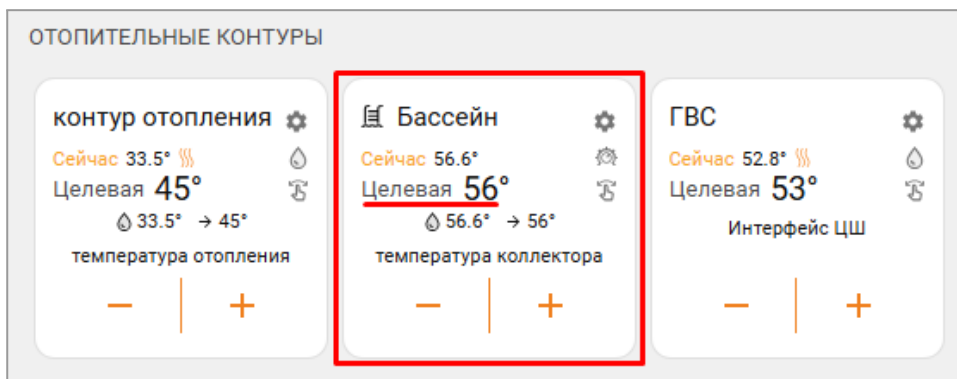 ОТОПИТЕЛЬНЫЕ КОНТУРЫ
контур отопления
Сейчас 33.5°
Целевая 45°
33.5° → 45°
температура отопления
− +
Бассейн
Сейчас 56.6°
Целевая 56°
56.6° → 56°
температура коллектора
− +
ГВС
Сейчас 52.8°
Целевая 53°
Интерфейс ЦШ
− +